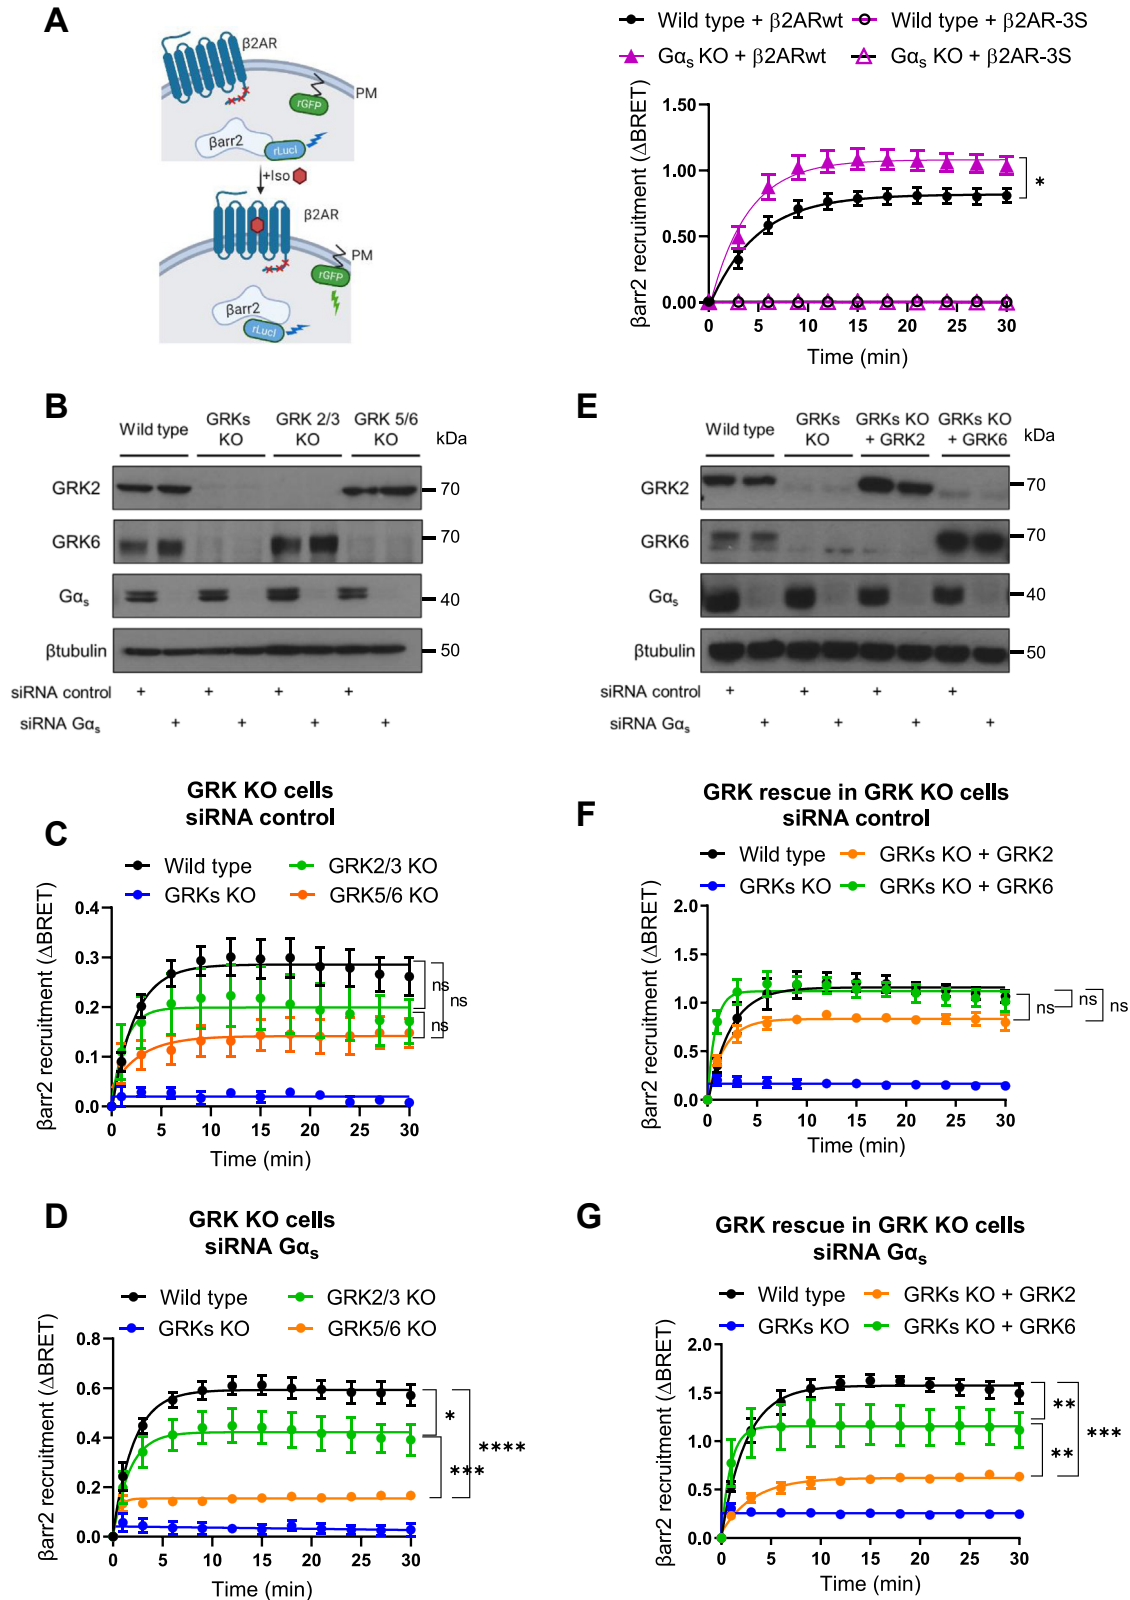 A
β2AR
PM
rGFP
βarr2
rLucI
+Iso
β2AR
PM
rGFP
βarr2
rLucI
Wild type + β2ARwt
Wild type + β2AR-3S
Gαs KO + β2ARwt
Gαs KO + β2AR-3S
βarr2 recruitment (ΔBRET)
1.50
1.00
0.50
0.00
*
0 5 10 15 20 25 30
Time (min)
B
Wild type
GRKs KO
GRK 2/3 KO
GRK 5/6 KO
kDa
GRK2
70
GRK6
70
Gαs
40
βtubulin
50
siRNA control + + + +
siRNA Gαs + + + +
E
Wild type
GRKs KO
GRKs KO + GRK2
GRKs KO + GRK6
kDa
GRK2
70
GRK6
70
Gαs
40
βtubulin
50
siRNA control + + + +
siRNA Gαs + + + +
GRK KO cells
siRNA control
C
Wild type
GRK2/3 KO
GRKs KO
GRK5/6 KO
βarr2 recruitment (ΔBRET)
0.4
0.3
0.2
0.1
0.0
ns
ns
ns
0 5 10 15 20 25 30
Time (min)
GRK rescue in GRK KO cells
siRNA control
F
Wild type
GRKs KO + GRK2
GRKs KO
GRKs KO + GRK6
βarr2 recruitment (ΔBRET)
2.0
1.5
1.0
0.5
0.0
ns
ns
ns
0 5 10 15 20 25 30
Time (min)
D
GRK KO cells
siRNA Gαs
Wild type
GRK2/3 KO
GRKs KO
GRK5/6 KO
βarr2 recruitment (ΔBRET)
0.8
0.6
0.4
0.2
0.0
*
***
****
0 5 10 15 20 25 30
Time (min)
G
GRK rescue in GRK KO cells
siRNA Gαs
Wild type
GRKs KO + GRK2
GRKs KO
GRKs KO + GRK6
βarr2 recruitment (ΔBRET)
2.0
1.5
1.0
0.5
0.0
**
**
***
0 5 10 15 20 25 30
Time (min)